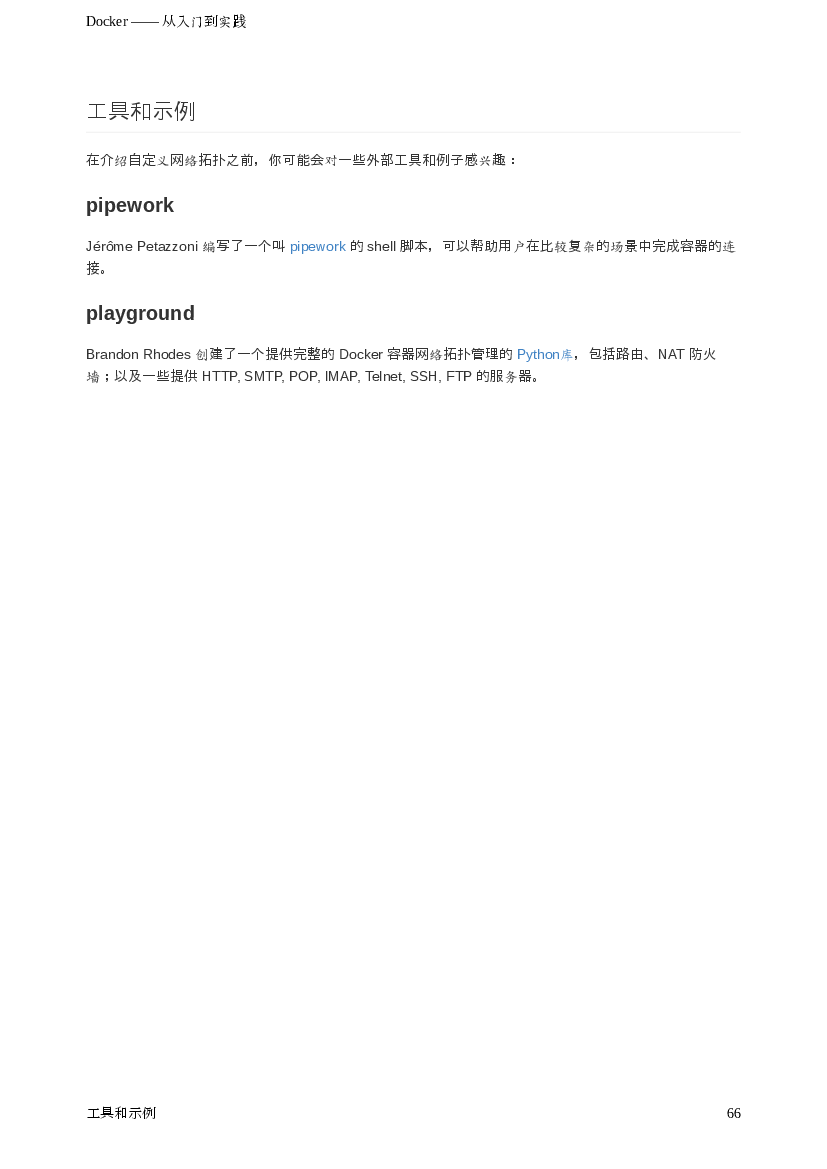 Docker —— 从入门到实践
工具和示例
在介绍自定义网络拓扑之前，你可能会对一些外部工具和例子感兴趣：
pipework
Jérôme Petazzoni 编写了一个叫 pipework 的 shell 脚本，可以帮助用户在比较复杂的场景中完成容器的连
接。
playground
Brandon Rhodes 创建了一个提供完整的 Docker 容器网络拓扑管理的 Python库，包括路由、NAT 防火
墙；以及一些提供 HTTP, SMTP, POP, IMAP, Telnet, SSH, FTP 的服务器。
工具和示例 66